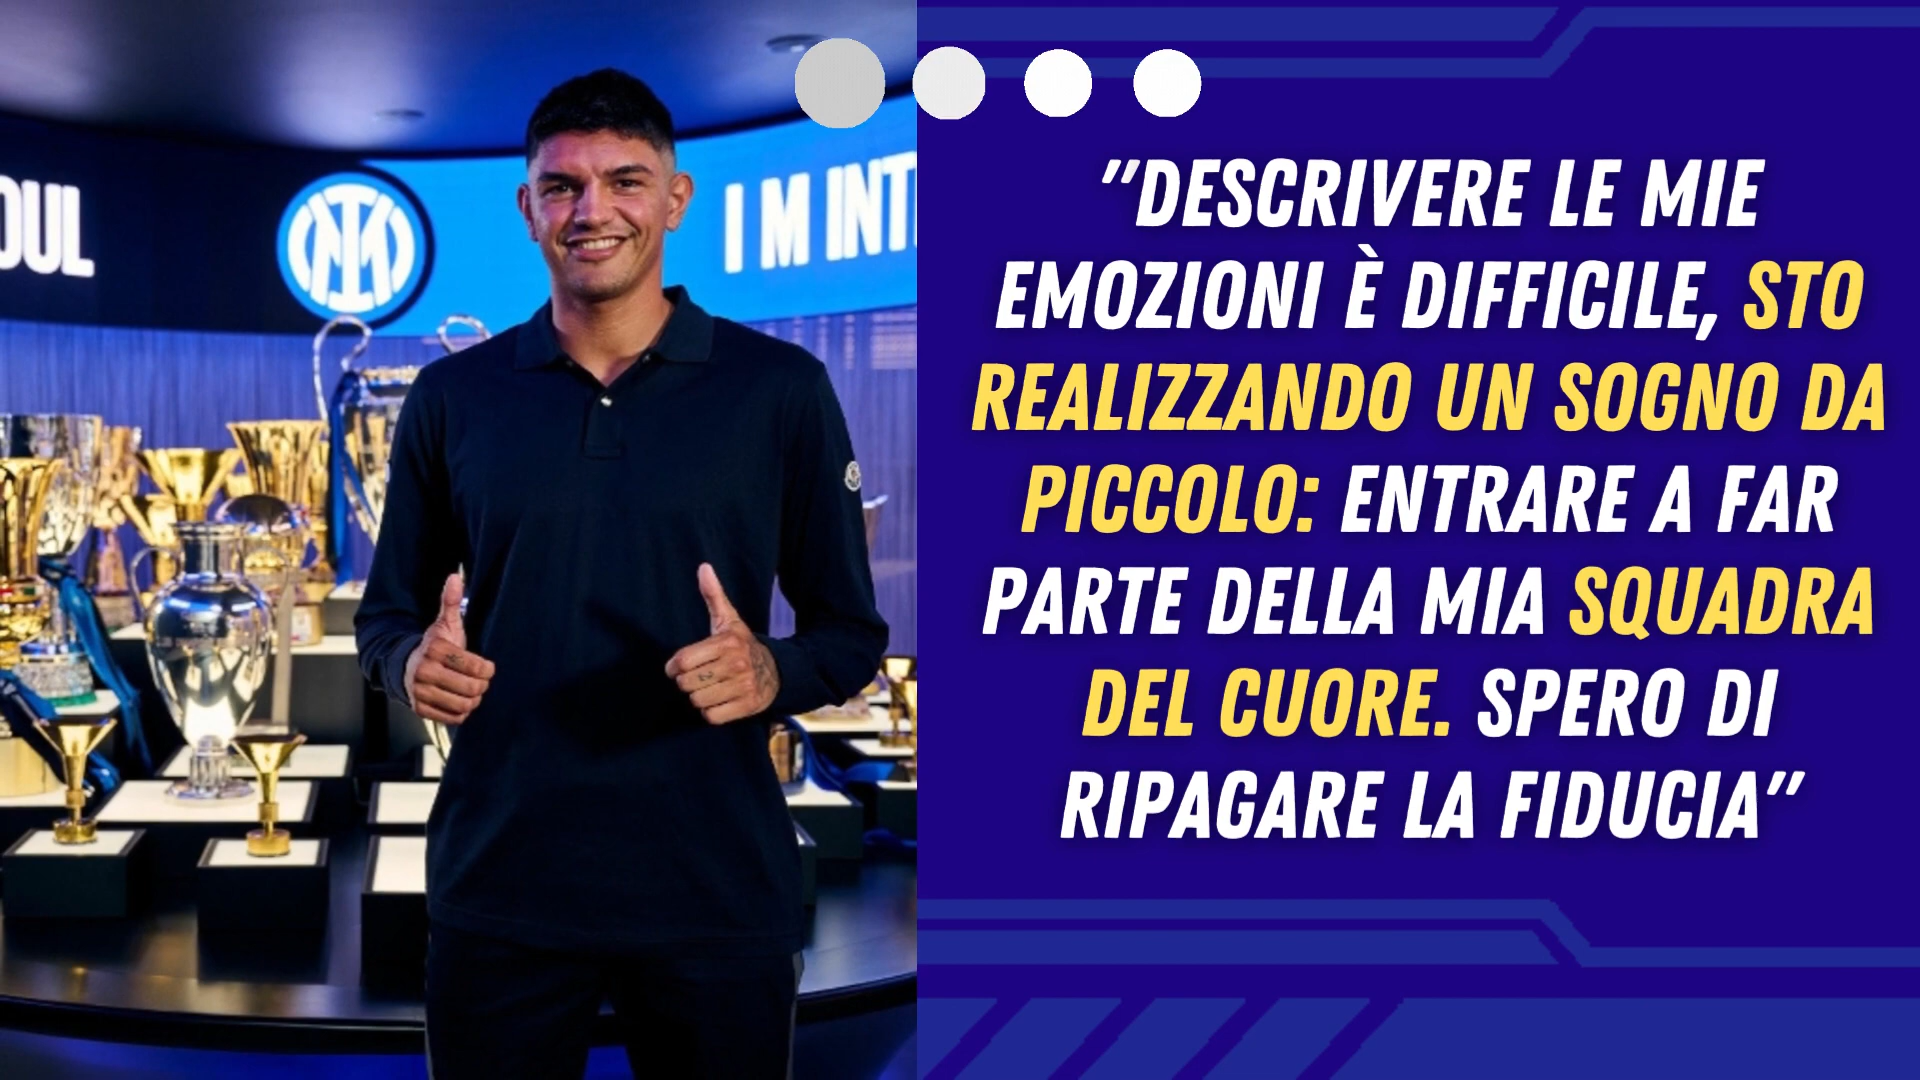 OUL
I M INT
"DESCRIVERE LE MIE
EMOZIONI È DIFFICILE, STO
REALIZZANDO UN SOGNO DA
PICCOLO: ENTRARE A FAR
PARTE DELLA MIA SQUADRA
DEL CUORE. SPERO DI
RIPAGARE LA FIDUCIA"